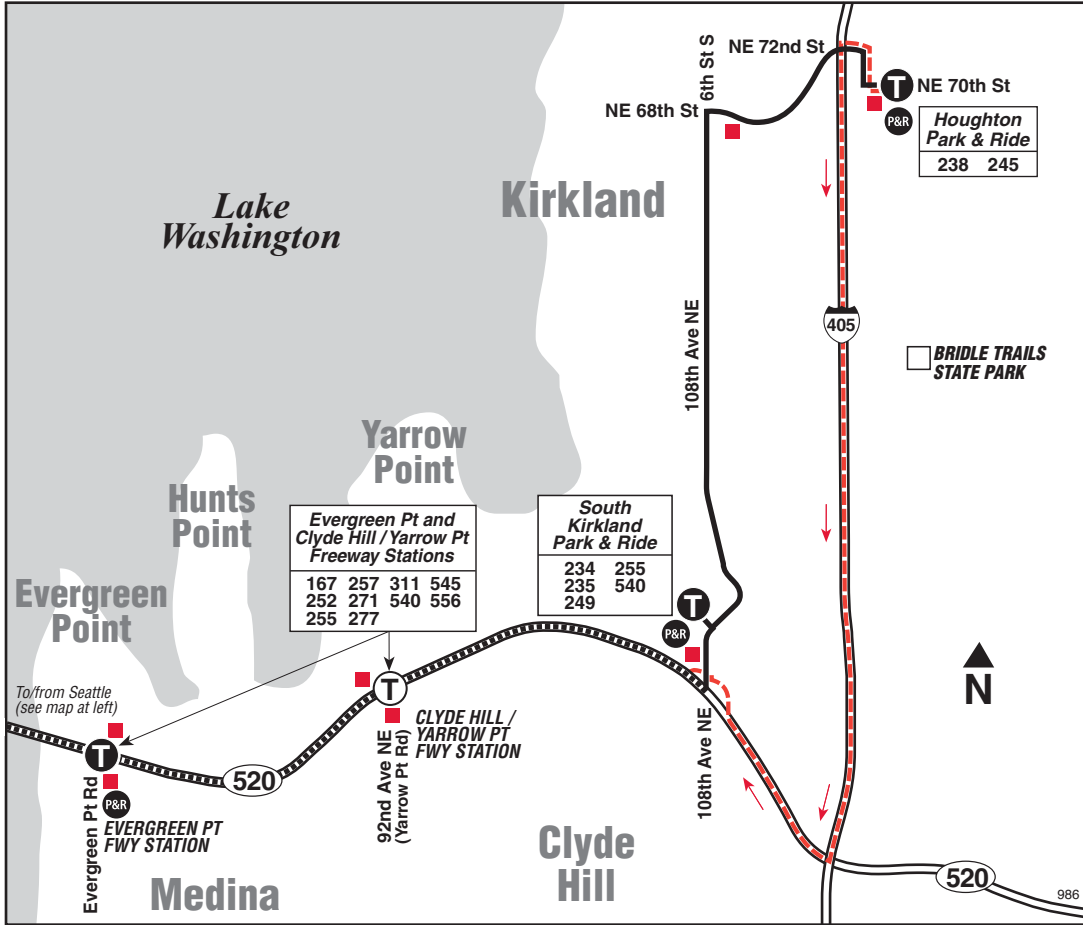 6th St S
NE 72nd St
T
NE 70th St
NE 68th St
P&R
Houghton
Park & Ride
238 245
Lake
Washington
Kirkland
405
108th Ave NE
BRIDLE TRAILS
STATE PARK
Yarrow
Point
Hunts
Point
Evergreen Pt and
Clyde Hill / Yarrow Pt
Freeway Stations
167 257 311 545
252 271 540 556
255 277
South
Kirkland
Park & Ride
234 255
235 540
249
Evergreen
Point
T
P&R
N
To/from Seattle
(see map at left)
T
T
CLYDE HILL /
YARROW PT
FWY STATION
92nd Ave NE
(Yarrow Pt Rd)
108th Ave NE
520
P&R
EVERGREEN PT
FWY STATION
Evergreen Pt Rd
Medina
Clyde
Hill
520
986